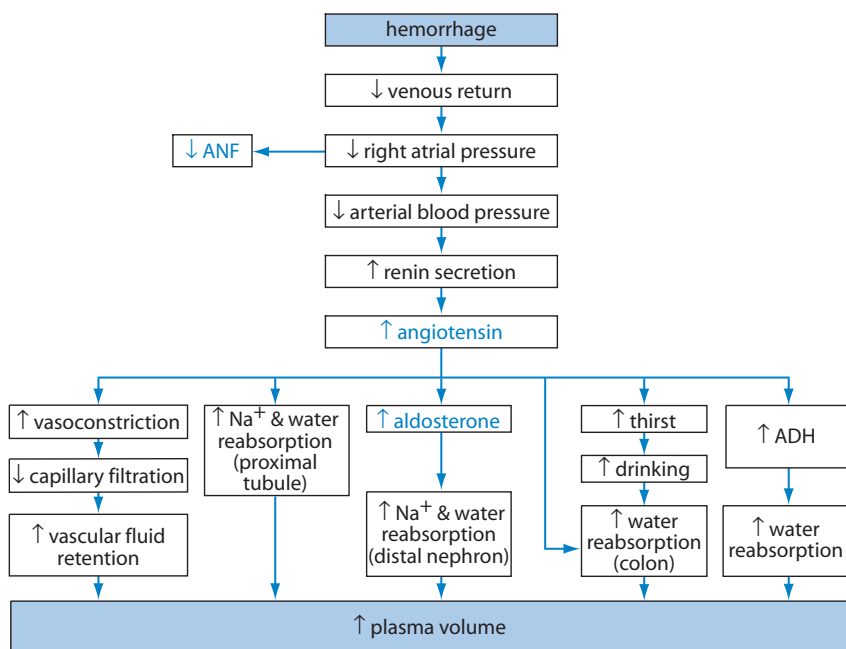 hemorrhage
↓ venous return
↓ ANF
↓ right atrial pressure
↓ arterial blood pressure
↑ renin secretion
↑ angiotensin
↑ vasoconstriction
↓ capillary filtration
↑ vascular fluid
retention
↑ Na⁺ & water
reabsorption
(proximal
tubule)
↑ aldosterone
↑ Na⁺ & water
reabsorption
(distal nephron)
↑ thirst
↑ drinking
↑ water
reabsorption
(colon)
↑ ADH
↑ water
reabsorption
↑ plasma volume